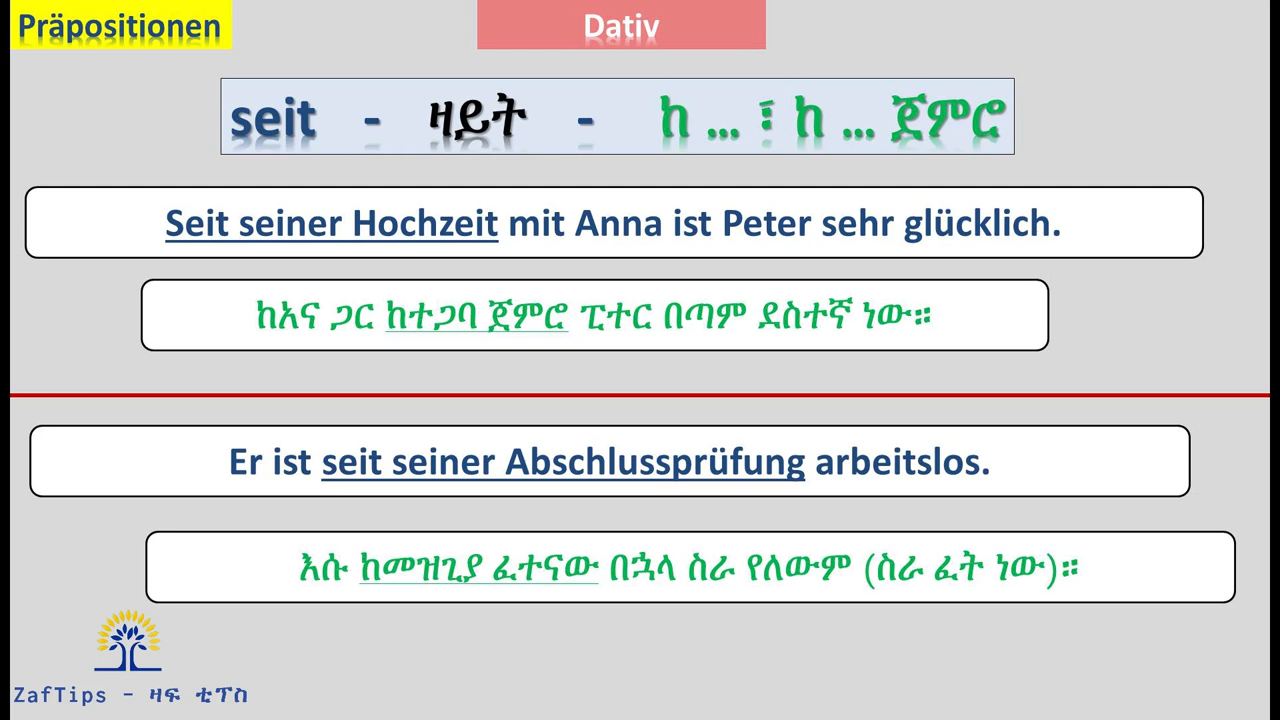 Präpositionen
Dativ
seit - ዛይት - ከ ... ፣ ከ ... ጀምሮ
Seit seiner Hochzeit mit Anna ist Peter sehr glücklich.
ከአና ጋር ከተጋባ ጀምሮ ፒተር በጣም ደስተኛ ነው።
Er ist seit seiner Abschlussprüfung arbeitslos.
እሱ ከመዝጊያ ፈተናው በኋላ ስራ የለውም (ስራ ፈት ነው)።
ZafTips - ዛፍ ቲፕስ